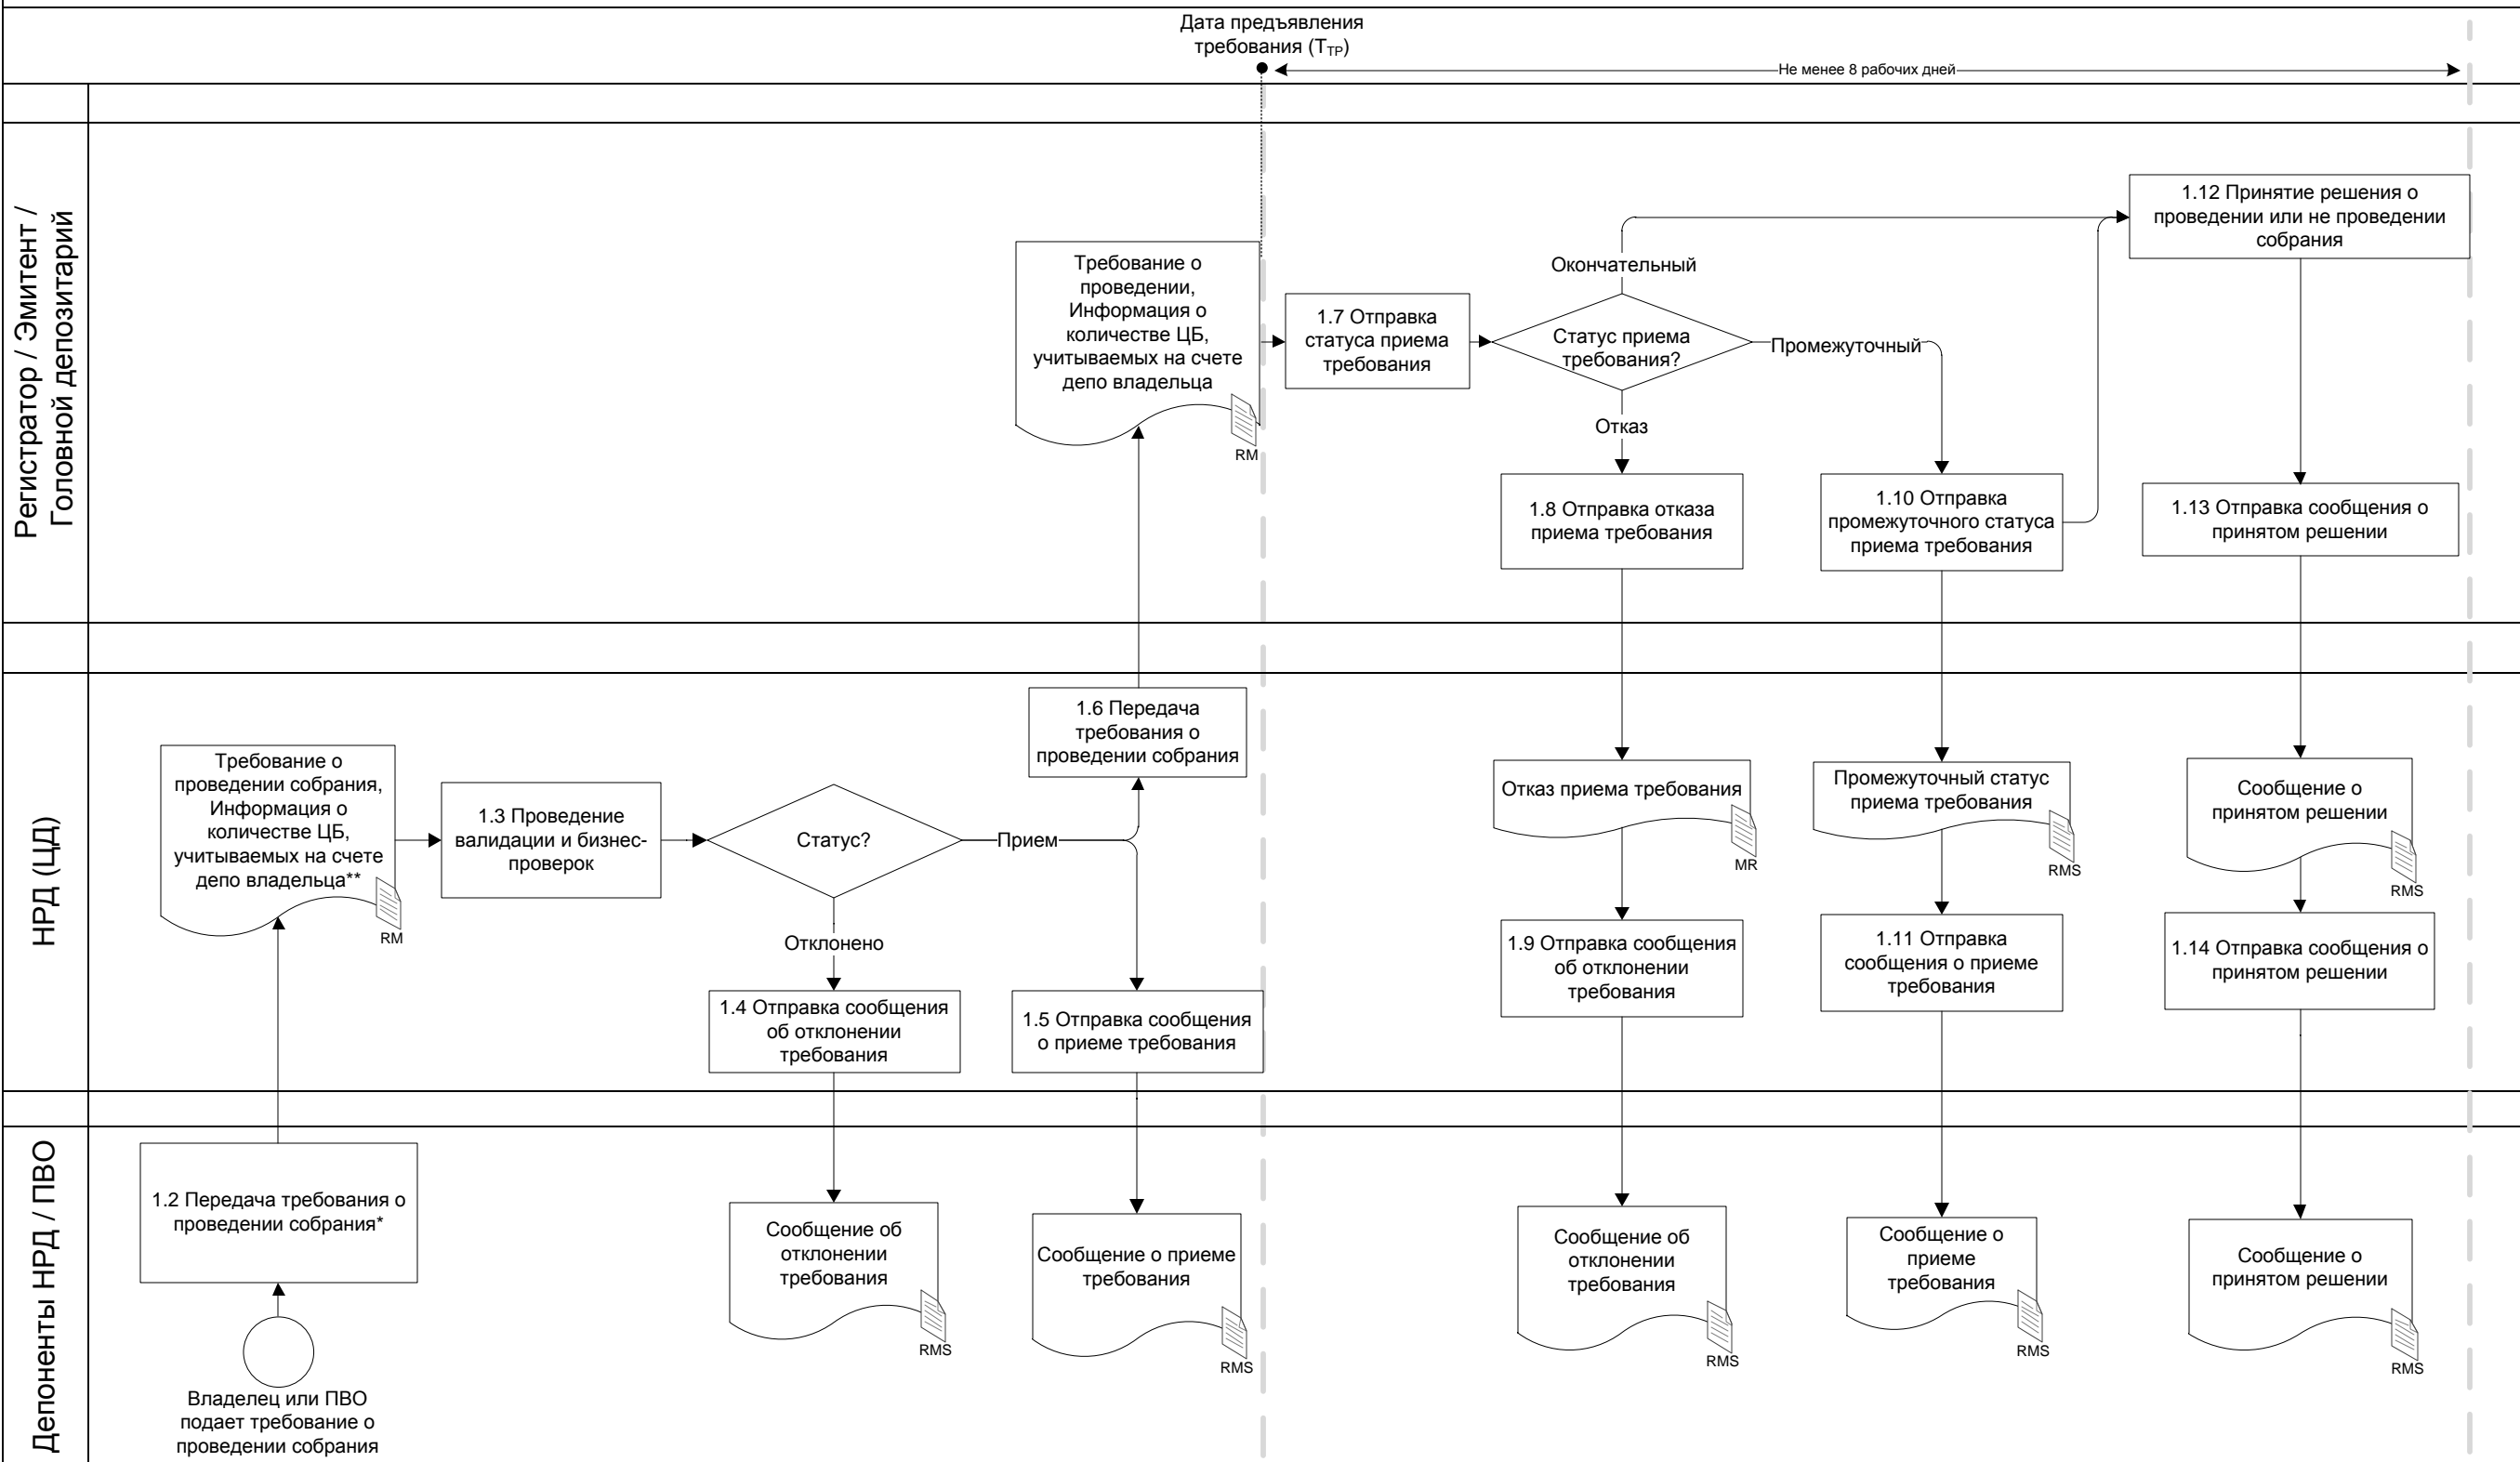 Дата предъявления
требования (ТТР)
Не менее 8 рабочих дней
Регистратор / Эмитент /
Головной депозитарий
Требование о
проведении,
Информация о
количестве ЦБ,
учитываемых на счете
депо владельца
RM
1.7 Отправка
статуса приема
требования
Окончательный
Статус приема
требования?
Промежуточный
Отказ
1.8 Отправка отказа
приема требования
1.10 Отправка
промежуточного статуса
приема требования
1.12 Принятие решения о
проведении или не проведении
собрания
1.13 Отправка сообщения о
принятом решении
НРД (ЦД)
Требование о
проведении собрания,
Информация о
количестве ЦБ,
учитываемых на счете
депо владельца**
RM
1.3 Проведение
валидации и бизнес-
проверок
Статус?
Прием
Отклонено
1.4 Отправка сообщения
об отклонении
требования
1.6 Передача
требования о
проведении собрания
1.5 Отправка сообщения
о приеме требования
Отказ приема требования
MR
1.9 Отправка сообщения
об отклонении
требования
Промежуточный статус
приема требования
RMS
1.11 Отправка
сообщения о приеме
требования
Сообщение о
принятом решении
RMS
1.14 Отправка сообщения о
принятом решении
Депоненты НРД / ПВО
1.2 Передача требования о
проведении собрания*
Владелец или ПВО
подает требование о
проведении собрания
Сообщение об
отклонении
требования
RMS
Сообщение о приеме
требования
RMS
Сообщение об
отклонении
требования
RMS
Сообщение о
приеме
требования
RMS
Сообщение о
принятом решении
RMS